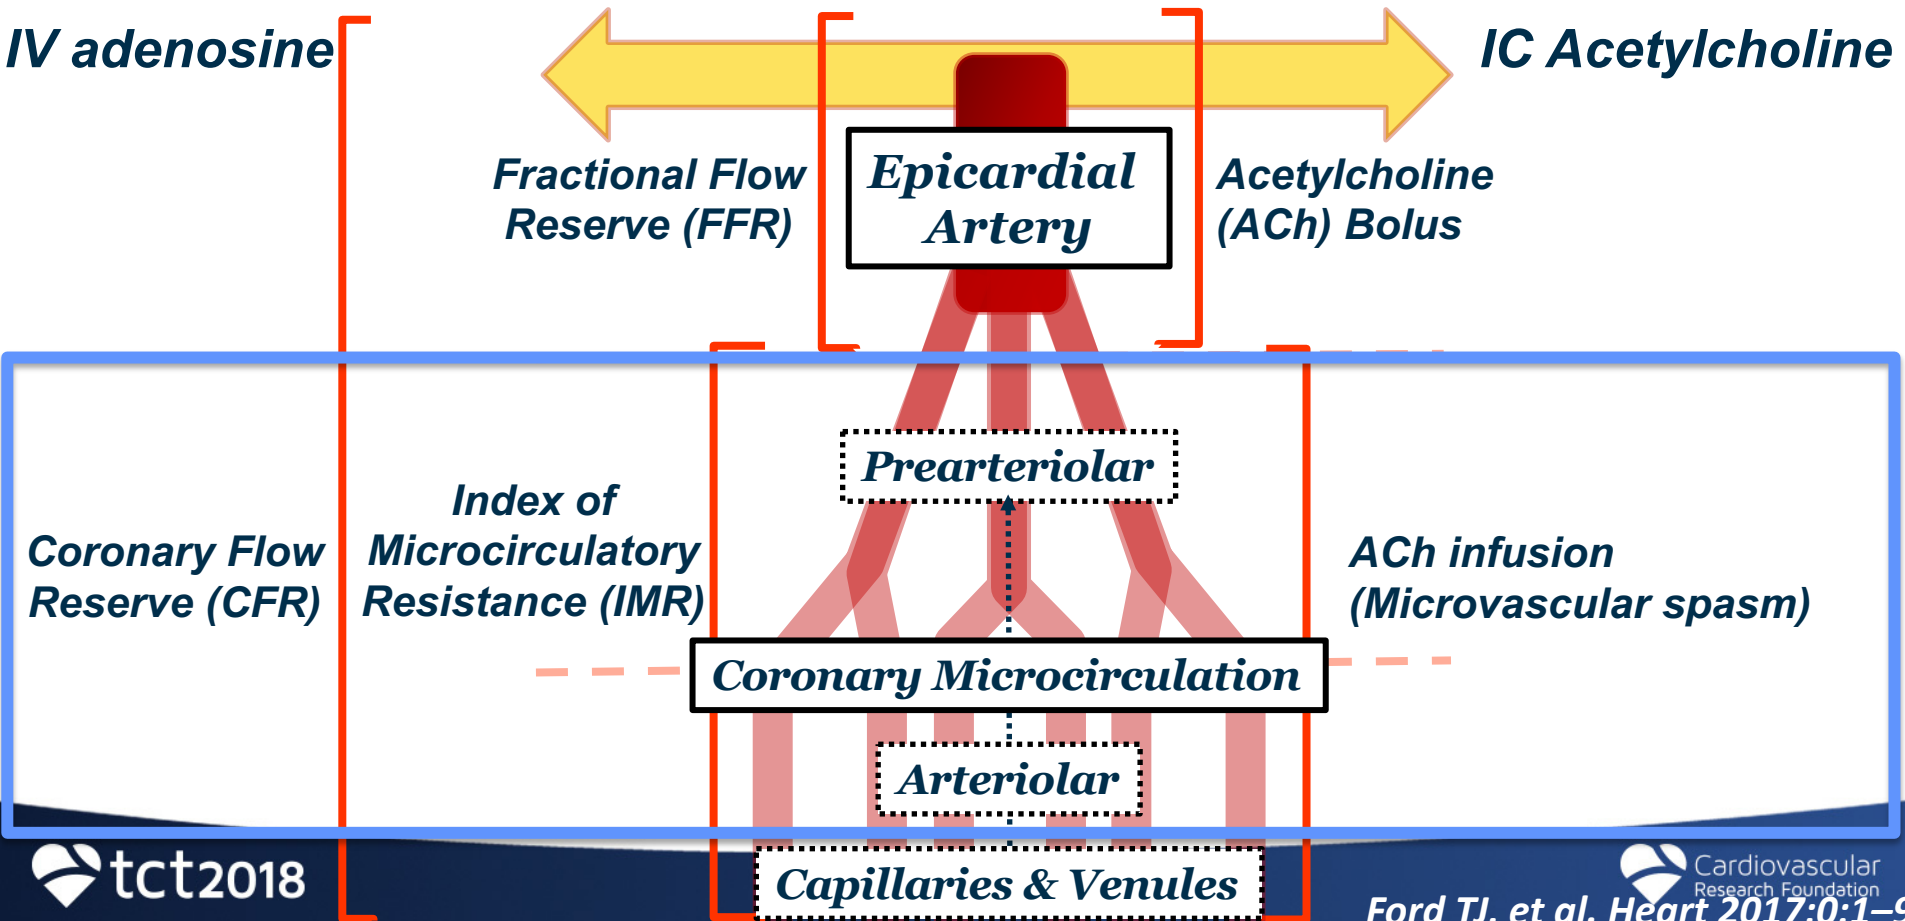 IV adenosine
IC Acetylcholine
Fractional Flow
Reserve (FFR)
Epicardial
Artery
Acetylcholine
(ACh) Bolus
Prearteriolar
Coronary Flow
Reserve (CFR)
Index of
Microcirculatory
Resistance (IMR)
ACh infusion
(Microvascular spasm)
Coronary Microcirculation
Arteriolar
Capillaries & Venules
tct2018
Cardiovascular
Research Foundation
Ford TJ, et al. Heart 2017;0:1–9